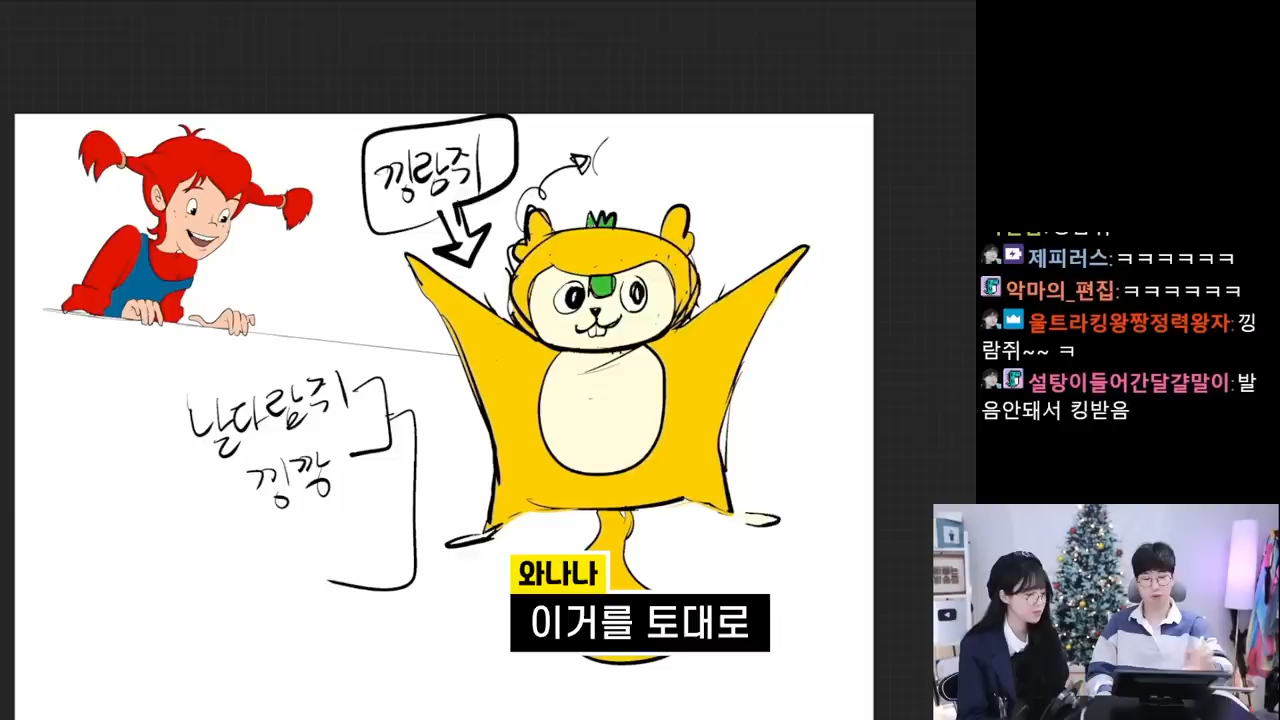 낑람쥐
날다람쥐
낑깡
와나나
이거를 토대로
제피러스: ㅋㅋㅋㅋㅋㅋ
악마의_편집: ㅋㅋㅋㅋㅋㅋ
울트라킹왕짱정력왕자: 낑
람쥐~~ ㅋ
설탕이들어간달걀말이: 발
음안돼서 킹받음